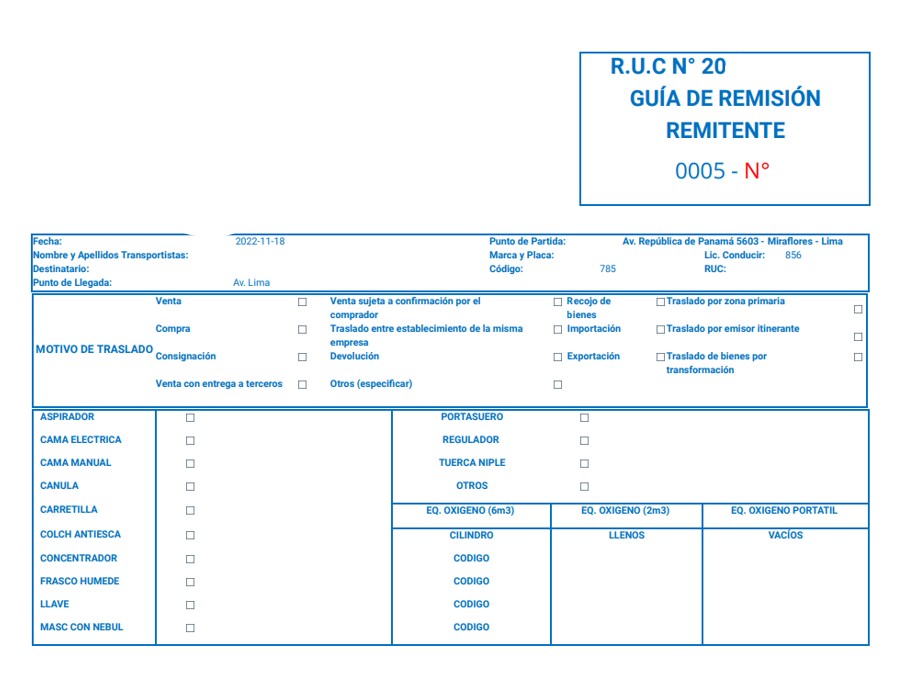 R.U.C N° 20
GUÍA DE REMISIÓN
REMITENTE
0005 - N°
Fecha: 2022-11-18 Punto de Partida: Av. República de Panamá 5603 - Miraflores - Lima
Nombre y Apellidos Transportistas: Marca y Placa: Lic. Conducir: 856
Destinatario: Código: 785 RUC:
Punto de Llegada: Av. Lima
MOTIVO DE TRASLADO
Venta ☐ Venta sujeta a confirmación por el ☐ Recojo de ☐ Traslado por zona primaria ☐
comprador bienes
Compra ☐ Traslado entre establecimiento de la misma ☐ Importación ☐ Traslado por emisor itinerante ☐
empresa
Consignación ☐ Devolución ☐ Exportación ☐ Traslado de bienes por ☐
transformación
Venta con entrega a terceros ☐ Otros (especificar) ☐
ASPIRADOR ☐ PORTASUERO ☐
CAMA ELECTRICA ☐ REGULADOR ☐
CAMA MANUAL ☐ TUERCA NIPLE ☐
CANULA ☐ OTROS ☐
CARRETILLA ☐ EQ. OXIGENO (6m3) EQ. OXIGENO (2m3) EQ. OXIGENO PORTATIL
COLCH ANTIESCA ☐ CILINDRO LLENOS VACÍOS
CONCENTRADOR ☐ CODIGO
FRASCO HUMEDE ☐ CODIGO
LLAVE ☐ CODIGO
MASC CON NEBUL ☐ CODIGO